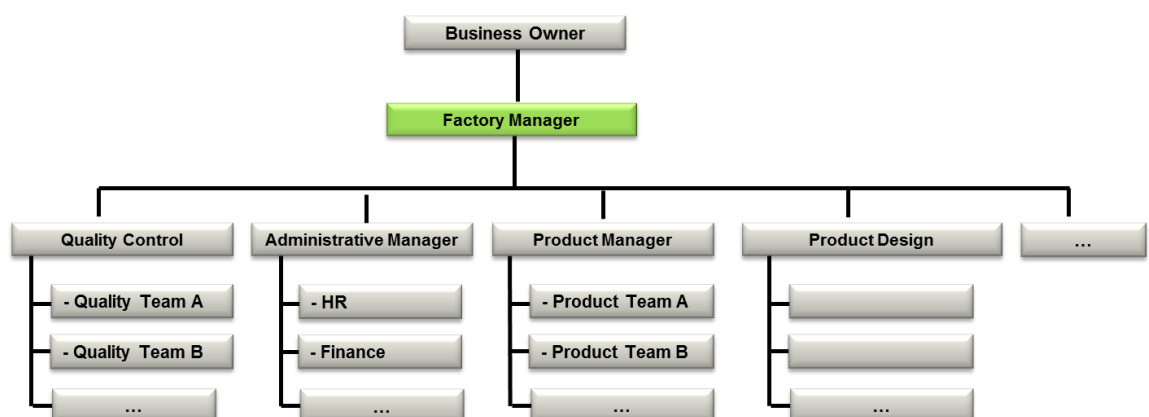 Business Owner
Factory Manager
Quality Control
Administrative Manager
Product Manager
Product Design
...
- Quality Team A
- HR
- Product Team A
- Quality Team B
- Finance
- Product Team B
...
...
...
...